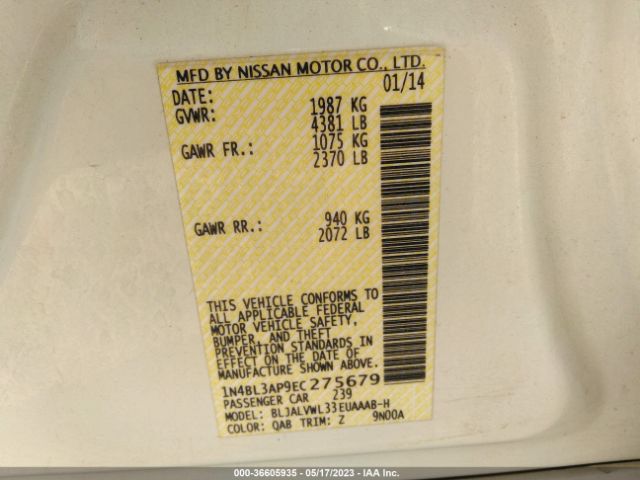 MFD BY NISSAN MOTOR CO., LTD.
DATE: 01/14
GVWR: 1987 KG
4381 LB
GAWR FR.: 1075 KG
2370 LB
GAWR RR.: 940 KG
2072 LB
THIS VEHICLE CONFORMS TO
ALL APPLICABLE FEDERAL
MOTOR VEHICLE SAFETY,
BUMPER, AND THEFT
PREVENTION STANDARDS IN
EFFECT ON THE DATE OF
MANUFACTURE SHOWN ABOVE.
1N4BL3AP9EC275679
PASSENGER CAR 239
MODEL: BLJALVWL33EUAAAB-H
COLOR: QAB TRIM: Z 9N00A
000-36605935 - 05/17/2023 - IAA Inc.